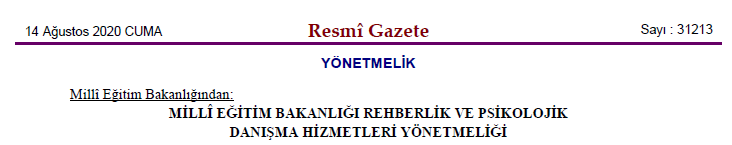 14 Ağustos 2020 CUMA Resmî Gazete Sayı : 31213
YÖNETMELİK
Millî Eğitim Bakanlığından:
MİLLÎ EĞİTİM BAKANLIĞI REHBERLİK VE PSİKOLOJİK
DANIŞMA HİZMETLERİ YÖNETMELİĞİ